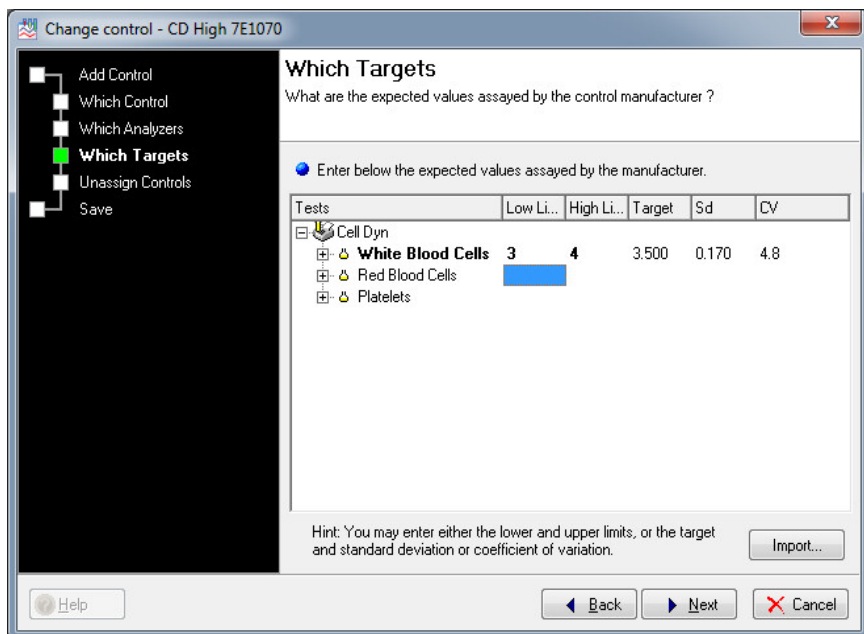 Change control - CD High 7E1070
Add Control
Which Control
Which Analyzers
Which Targets
Unassign Controls
Save
Which Targets
What are the expected values assayed by the control manufacturer ?
Enter below the expected values assayed by the manufacturer.
Tests Low Li... High Li... Target Sd CV
Cell Dyn
White Blood Cells 3 4 3.500 0.170 4.8
Red Blood Cells
Platelets
Hint: You may enter either the lower and upper limits, or the target
and standard deviation or coefficient of variation.
Import...
Help Back Next Cancel